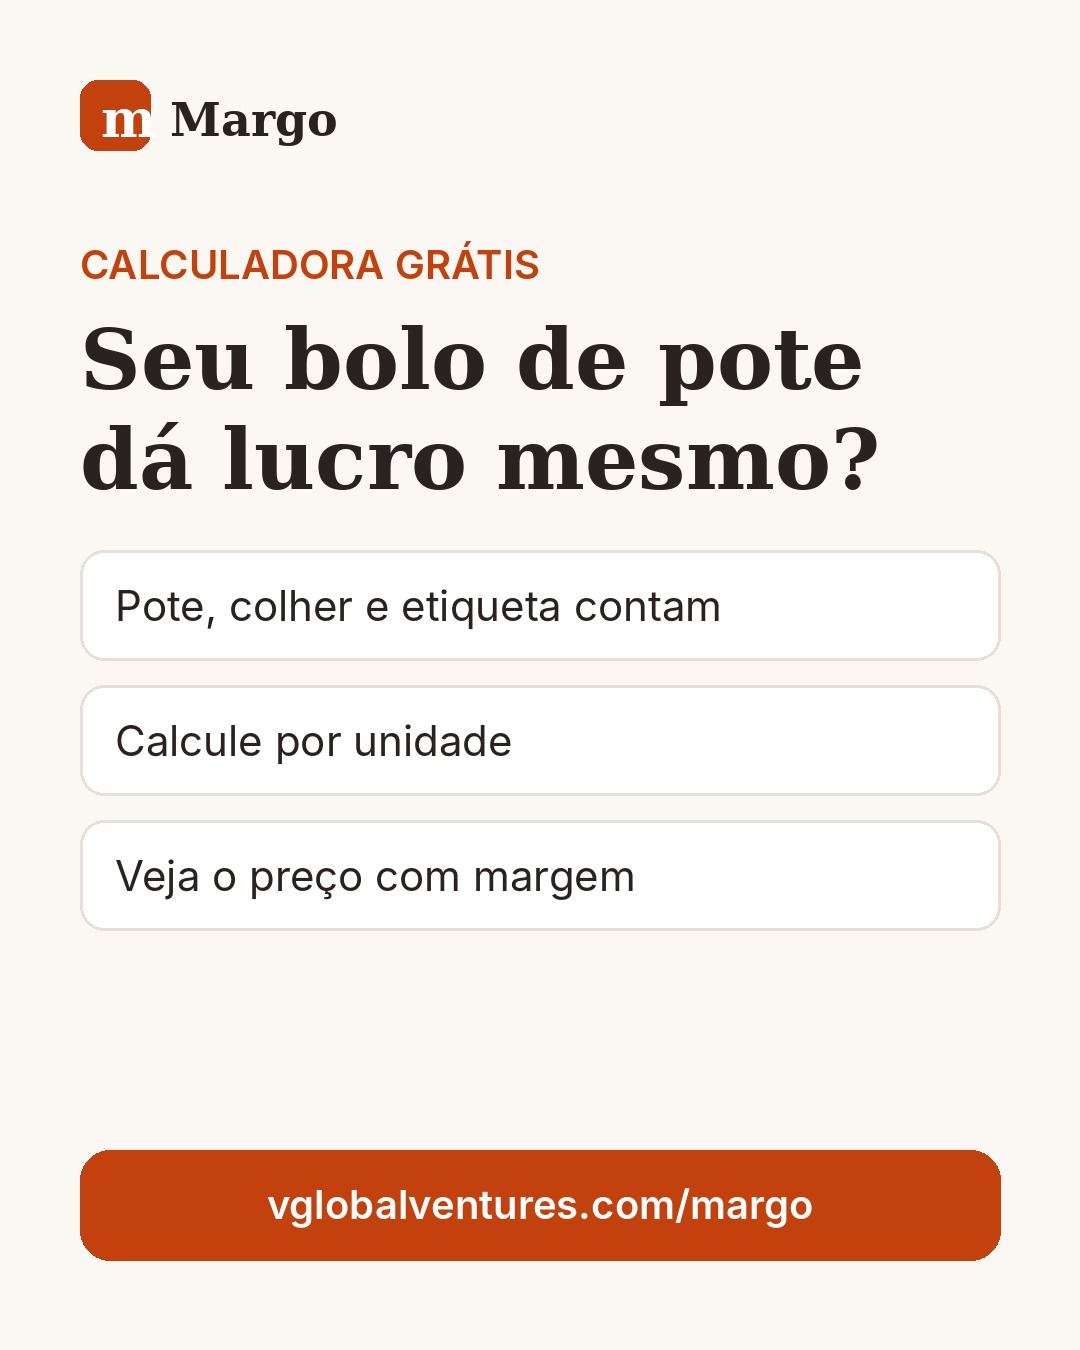 m Margo
CALCULADORA GRÁTIS
Seu bolo de pote
dá lucro mesmo?
Pote, colher e etiqueta contam
Calcule por unidade
Veja o preço com margem
vglobalventures.com/margo